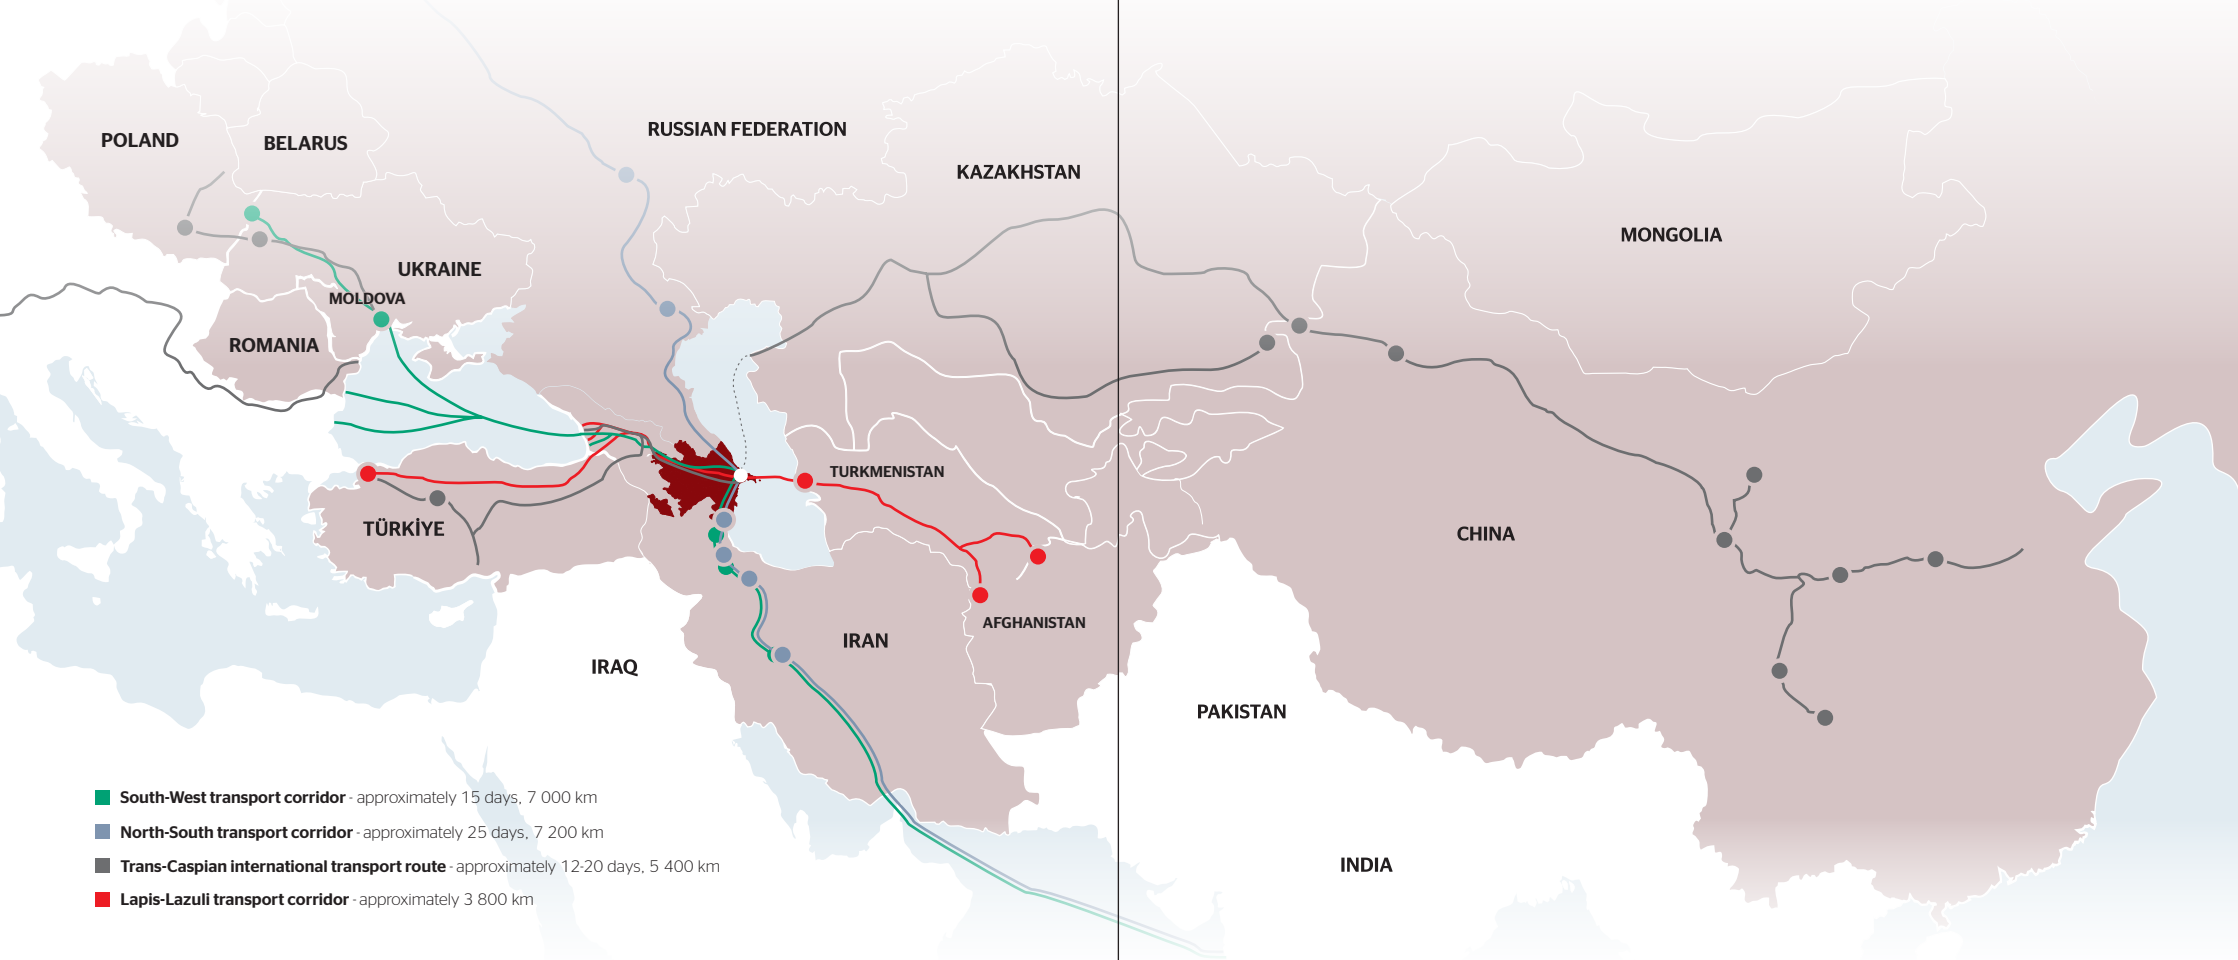 POLAND
BELARUS
RUSSIAN FEDERATION
KAZAKHSTAN
MONGOLIA
UKRAINE
MOLDOVA
ROMANIA
TURKMENISTAN
TÜRKİYE
CHINA
AFGHANISTAN
IRAN
IRAQ
PAKISTAN
INDIA
South-West transport corridor - approximately 15 days, 7 000 km
North-South transport corridor - approximately 25 days, 7 200 km
Trans-Caspian international transport route - approximately 12-20 days, 5 400 km
Lapis-Lazuli transport corridor - approximately 3 800 km